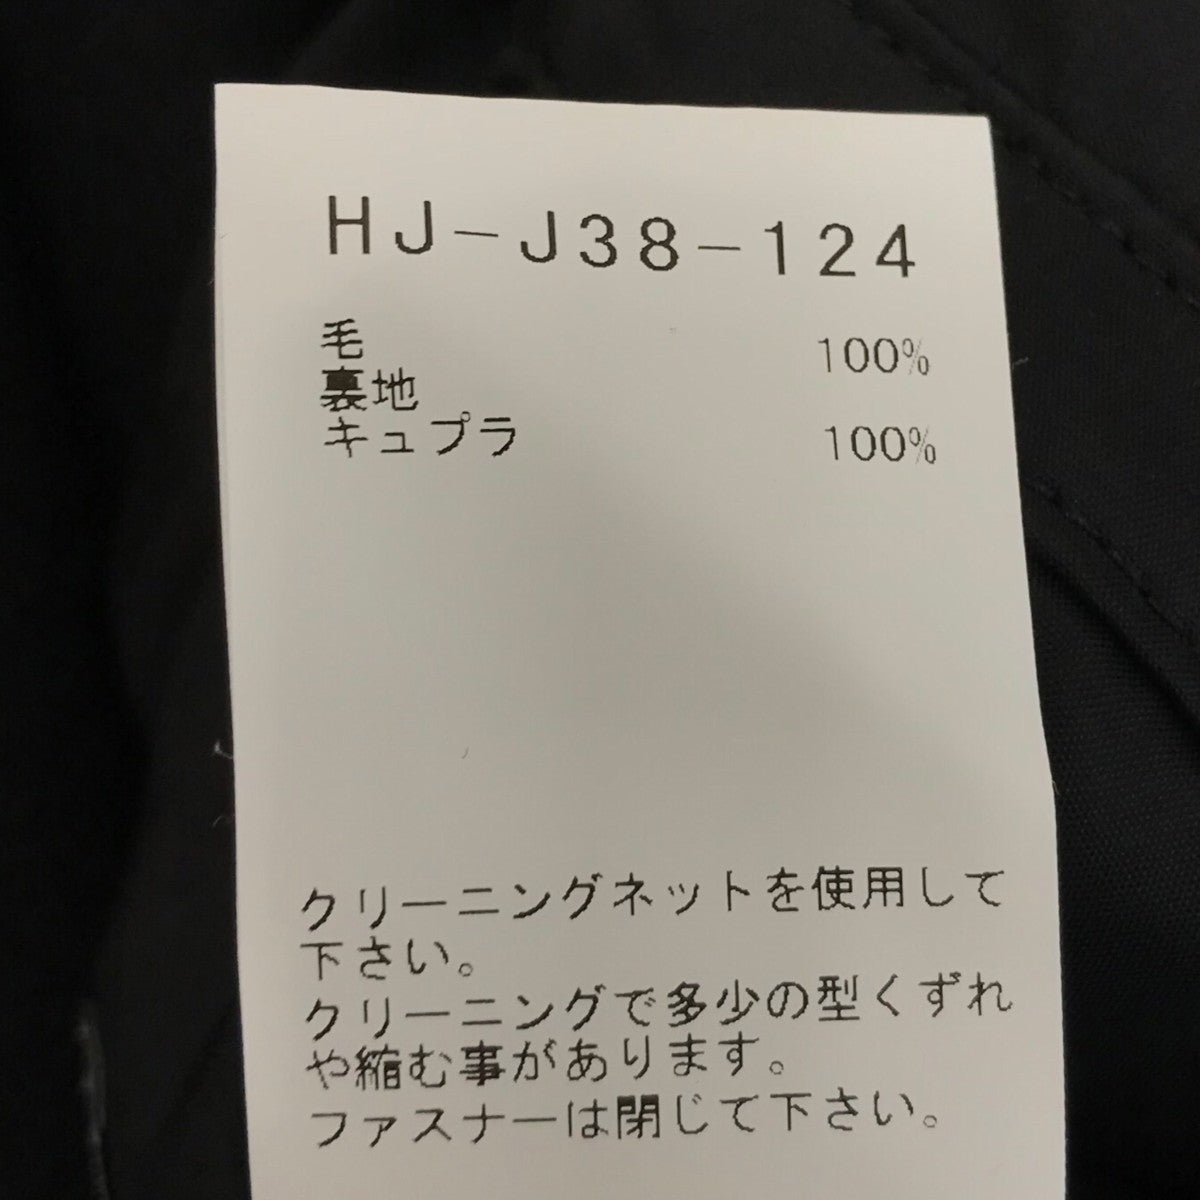 HJ-J38-124
毛 100%
裏地
キュプラ 100%
クリーニングネットを使用して
下さい。
クリーニングで多少の型くずれ
や縮む事があります。
ファスナーは閉じて下さい。